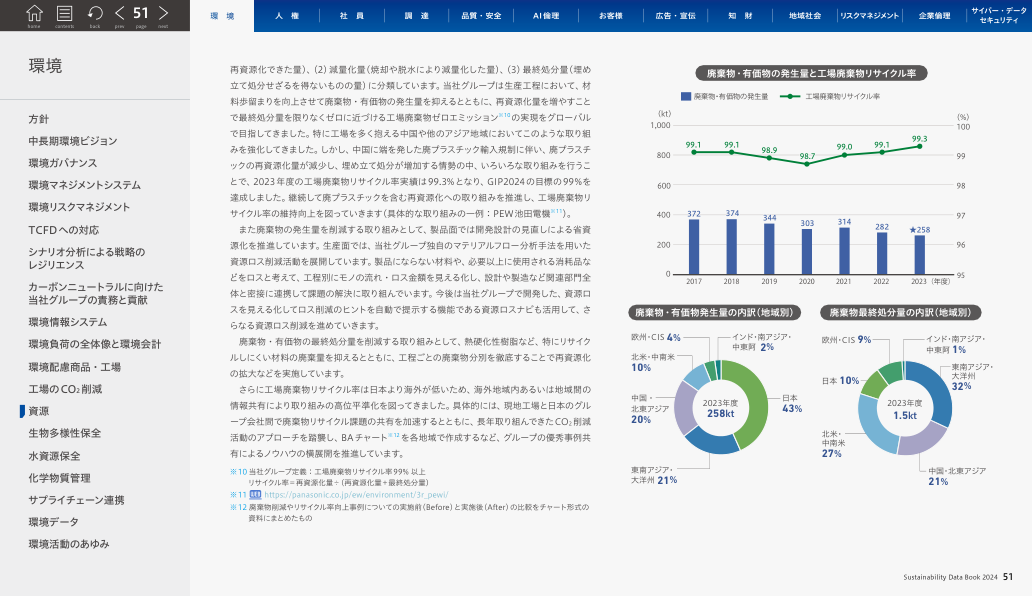 home
contents
back
prev
51
page
next
環 境
人 権
社 員
調 達
品質・安全
AI倫理
お客様
広告・宣伝
知 財
地域社会
リスクマネジメント
企業倫理
サイバー・データ
セキュリティ
環境
方針
中長期環境ビジョン
環境ガバナンス
環境マネジメントシステム
環境リスクマネジメント
TCFDへの対応
シナリオ分析による戦略の
レジリエンス
カーボンニュートラルに向けた
当社グループの責務と貢献
環境情報システム
環境負荷の全体像と環境会計
環境配慮商品・工場
工場のCO2削減
資源
生物多様性保全
水資源保全
化学物質管理
サプライチェーン連携
環境データ
環境活動のあゆみ
再資源化できた量)、(2)減量化量(焼却や脱水により減量化した量)、(3)最終処分量(埋め
立て処分せざるを得ないものの量)に分類しています。当社グループは生産工程において、材
料歩留まりを向上させて廃棄物・有価物の発生量を抑えるとともに、再資源化量を増やすこと
で最終処分量を限りなくゼロに近づける工場廃棄物ゼロエミッション※10の実現をグローバル
で目指してきました。特に工場を多く抱える中国や他のアジア地域においてこのような取り組
みを強化してきました。しかし、中国に端を発した廃プラスチック輸入規制に伴い、廃プラスチ
ックの再資源化量が減少し、埋め立て処分が増加する情勢の中、いろいろな取り組みを行うこ
とで、2023年度の工場廃棄物リサイクル率実績は99.3%となり、GIP2024の目標の99%を
達成しました。継続して廃プラスチックを含む再資源化への取り組みを推進し、工場廃棄物リ
サイクル率の維持向上を図っていきます(具体的な取り組みの一例：PEW池田電機※11)。
また廃棄物の発生量を削減する取り組みとして、製品面では開発設計の見直しによる省資
源化を推進しています。生産面では、当社グループ独自のマテリアルフロー分析手法を用いた
資源ロス削減活動を展開しています。製品にならない材料や、必要以上に使用される消耗品な
どをロスと考えて、工程別にモノの流れ・ロス金額を見える化し、設計や製造など関連部門全
体と密接に連携して課題の解決に取り組んでいます。今後は当社グループで開発した、資源ロ
スを見える化してロス削減のヒントを自動で提示する機能である資源ロスナビも活用して、さ
らなる資源ロス削減を進めていきます。
廃棄物・有価物の最終処分量を削減する取り組みとして、熱硬化性樹脂など、特にリサイク
ルしにくい材料の廃棄量を抑えるとともに、工程ごとの廃棄物分別を徹底することで再資源化
の拡大などを実施しています。
さらに工場廃棄物リサイクル率は日本より海外が低いため、海外地域内あるいは地域間の
情報共有により取り組みの高位平準化を図ってきました。具体的には、現地工場と日本のグル
ープ会社間で廃棄物リサイクル課題の共有を加速するとともに、長年取り組んできたCO2削減
活動のアプローチを踏襲し、BAチャート※12を各地域で作成するなど、グループの優秀事例共
有によるノウハウの横展開を推進しています。
※10 当社グループ定義：工場廃棄物リサイクル率99%以上
リサイクル率＝再資源化量÷(再資源化量＋最終処分量)
※11 https://panasonic.co.jp/ew/environment/3r_pewi/
※12 廃棄物削減やリサイクル率向上事例についての実施前(Before)と実施後(After)の比較をチャート形式の
資料にまとめたもの
廃棄物・有価物の発生量と工場廃棄物リサイクル率
廃棄物・有価物の発生量
工場廃棄物リサイクル率
(kt)
(%)
1,000
800
600
400
200
0
100
99
98
97
96
95
99.1
99.1
98.9
98.7
99.0
99.1
99.3
372
374
344
303
314
282
★258
2017
2018
2019
2020
2021
2022
2023
(年度)
廃棄物・有価物発生量の内訳(地域別)
欧州・CIS 4%
インド・南アジア・
中東阿 2%
北米・中南米
10%
中国・
北東アジア
20%
2023年度
258kt
日本
43%
東南アジア・
大洋州 21%
廃棄物最終処分量の内訳(地域別)
欧州・CIS 9%
インド・南アジア・
中東阿 1%
東南アジア・
大洋州
32%
日本 10%
2023年度
1.5kt
北米・
中南米
27%
中国・北東アジア
21%
Sustainability Data Book 2024 51